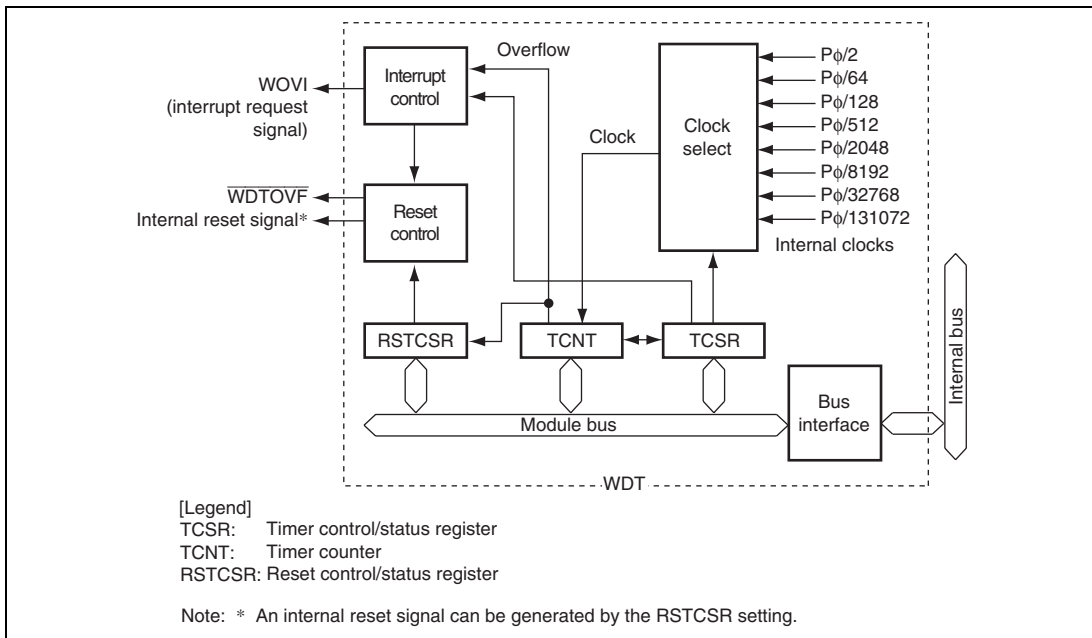 Overflow
Interrupt
control
WOVI
(interrupt request
signal)
Clock
Clock
select
Pϕ/2
Pϕ/64
Pϕ/128
Pϕ/512
Pϕ/2048
Pϕ/8192
Pϕ/32768
Pϕ/131072
Internal clocks
WDTOVF
Internal reset signal*
Reset
control
RSTCSR
TCNT
TCSR
Module bus
Bus
interface
Internal bus
WDT
[Legend]
TCSR: Timer control/status register
TCNT: Timer counter
RSTCSR: Reset control/status register
Note: * An internal reset signal can be generated by the RSTCSR setting.